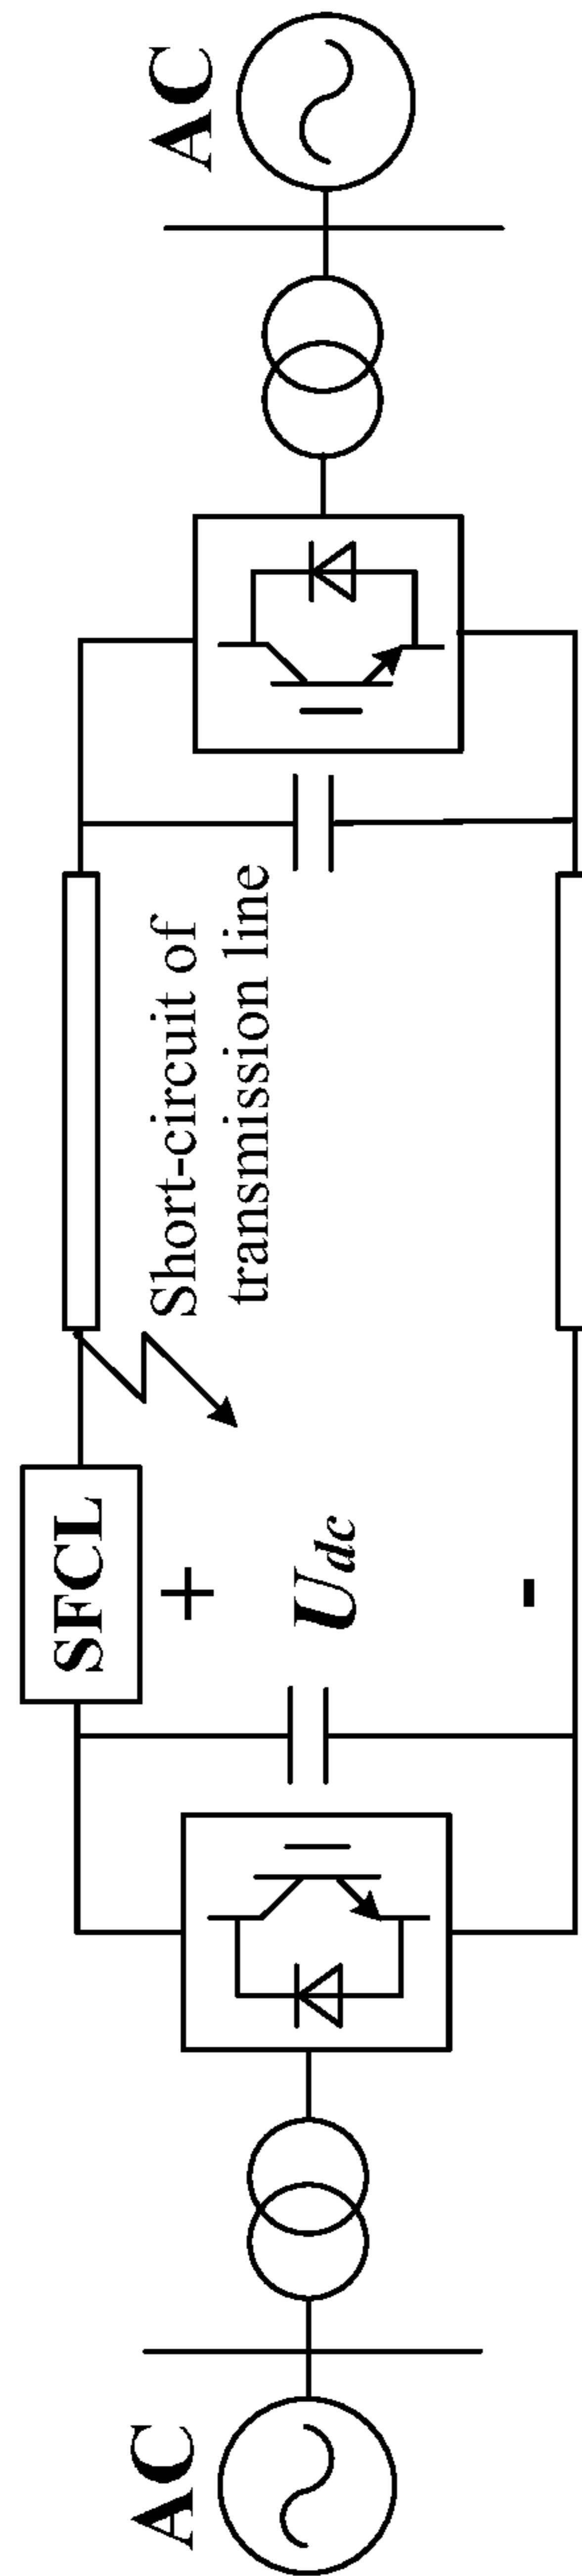 AC
SFCL
+
U_dc
-
Short-circuit of
transmission line
AC